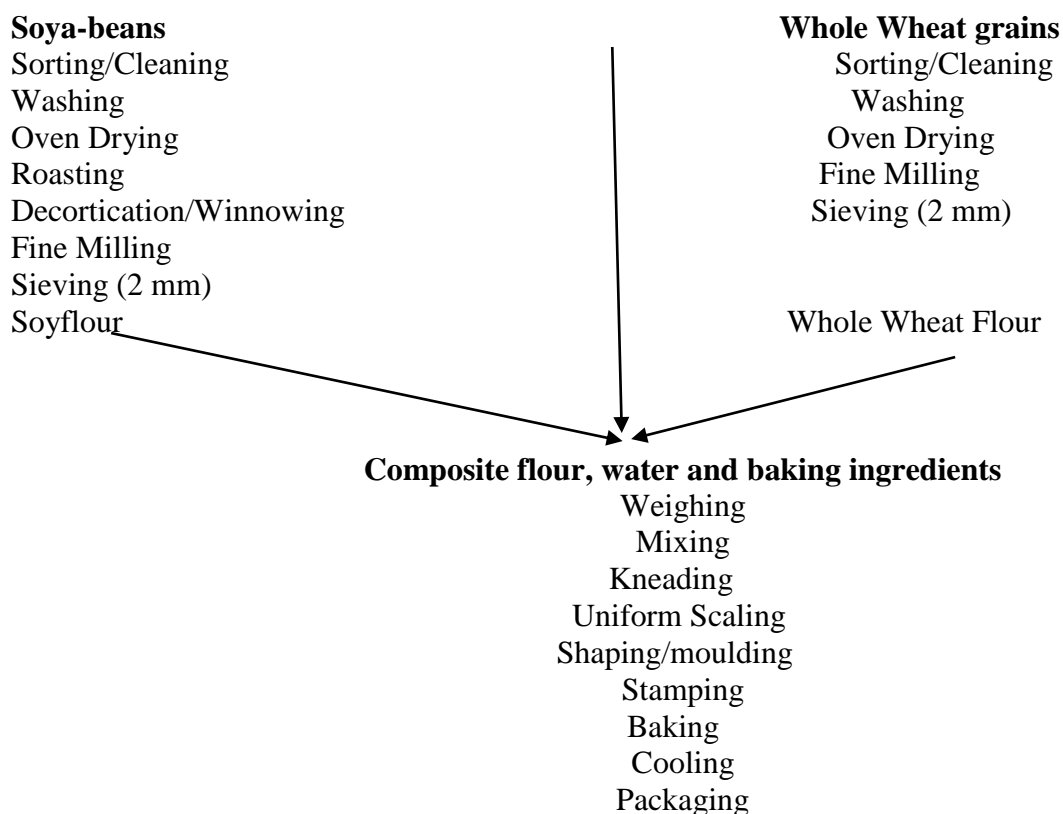 Soya-beans
Sorting/Cleaning
Washing
Oven Drying
Roasting
Decortication/Winnowing
Fine Milling
Sieving (2 mm)
Soyflour
Whole Wheat grains
Sorting/Cleaning
Washing
Oven Drying
Fine Milling
Sieving (2 mm)
Whole Wheat Flour
Composite flour, water and baking ingredients
Weighing
Mixing
Kneading
Uniform Scaling
Shaping/moulding
Stamping
Baking
Cooling
Packaging